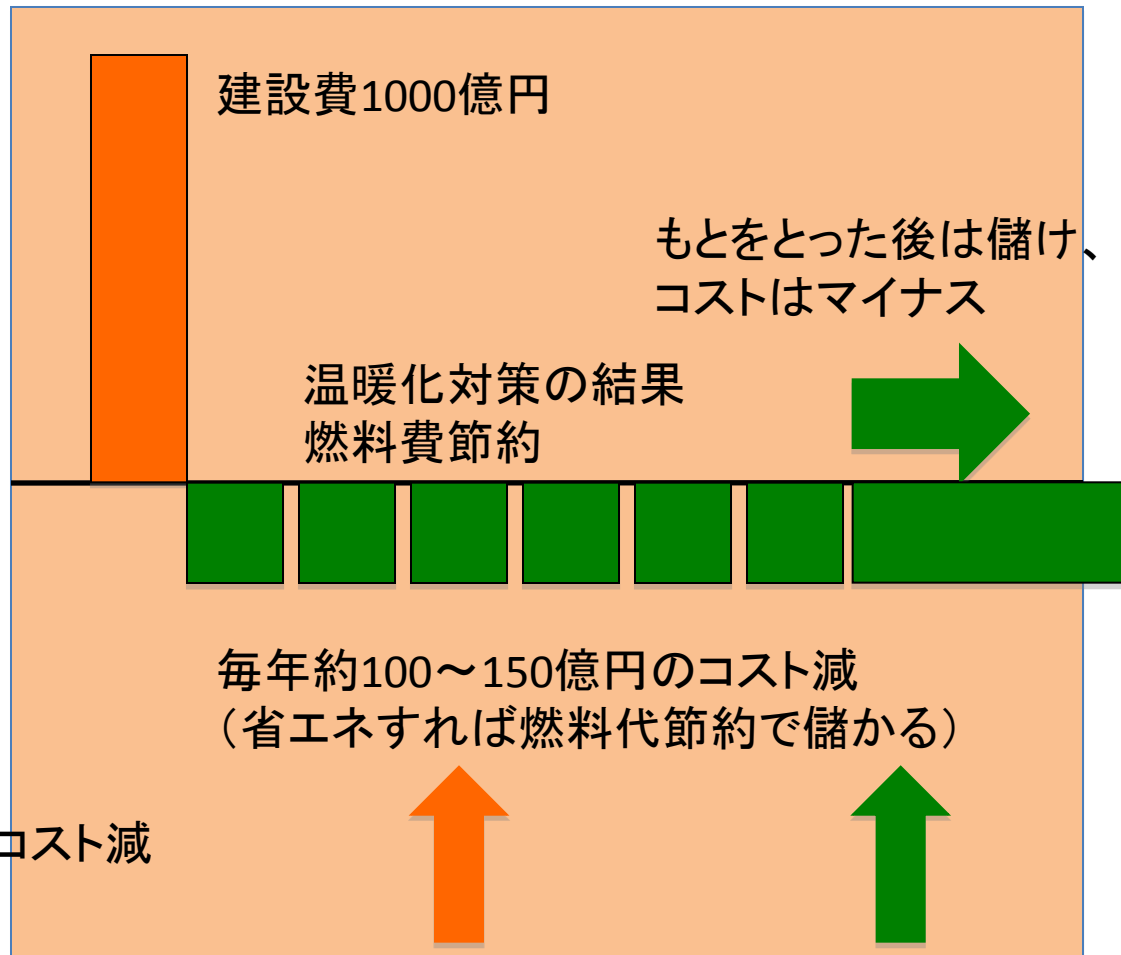 建設費1000億円
もとをとった後は儲け、
コストはマイナス
温暖化対策の結果
燃料費節約
毎年約100～150億円のコスト減
（省エネすれば燃料代節約で儲かる）
コスト減